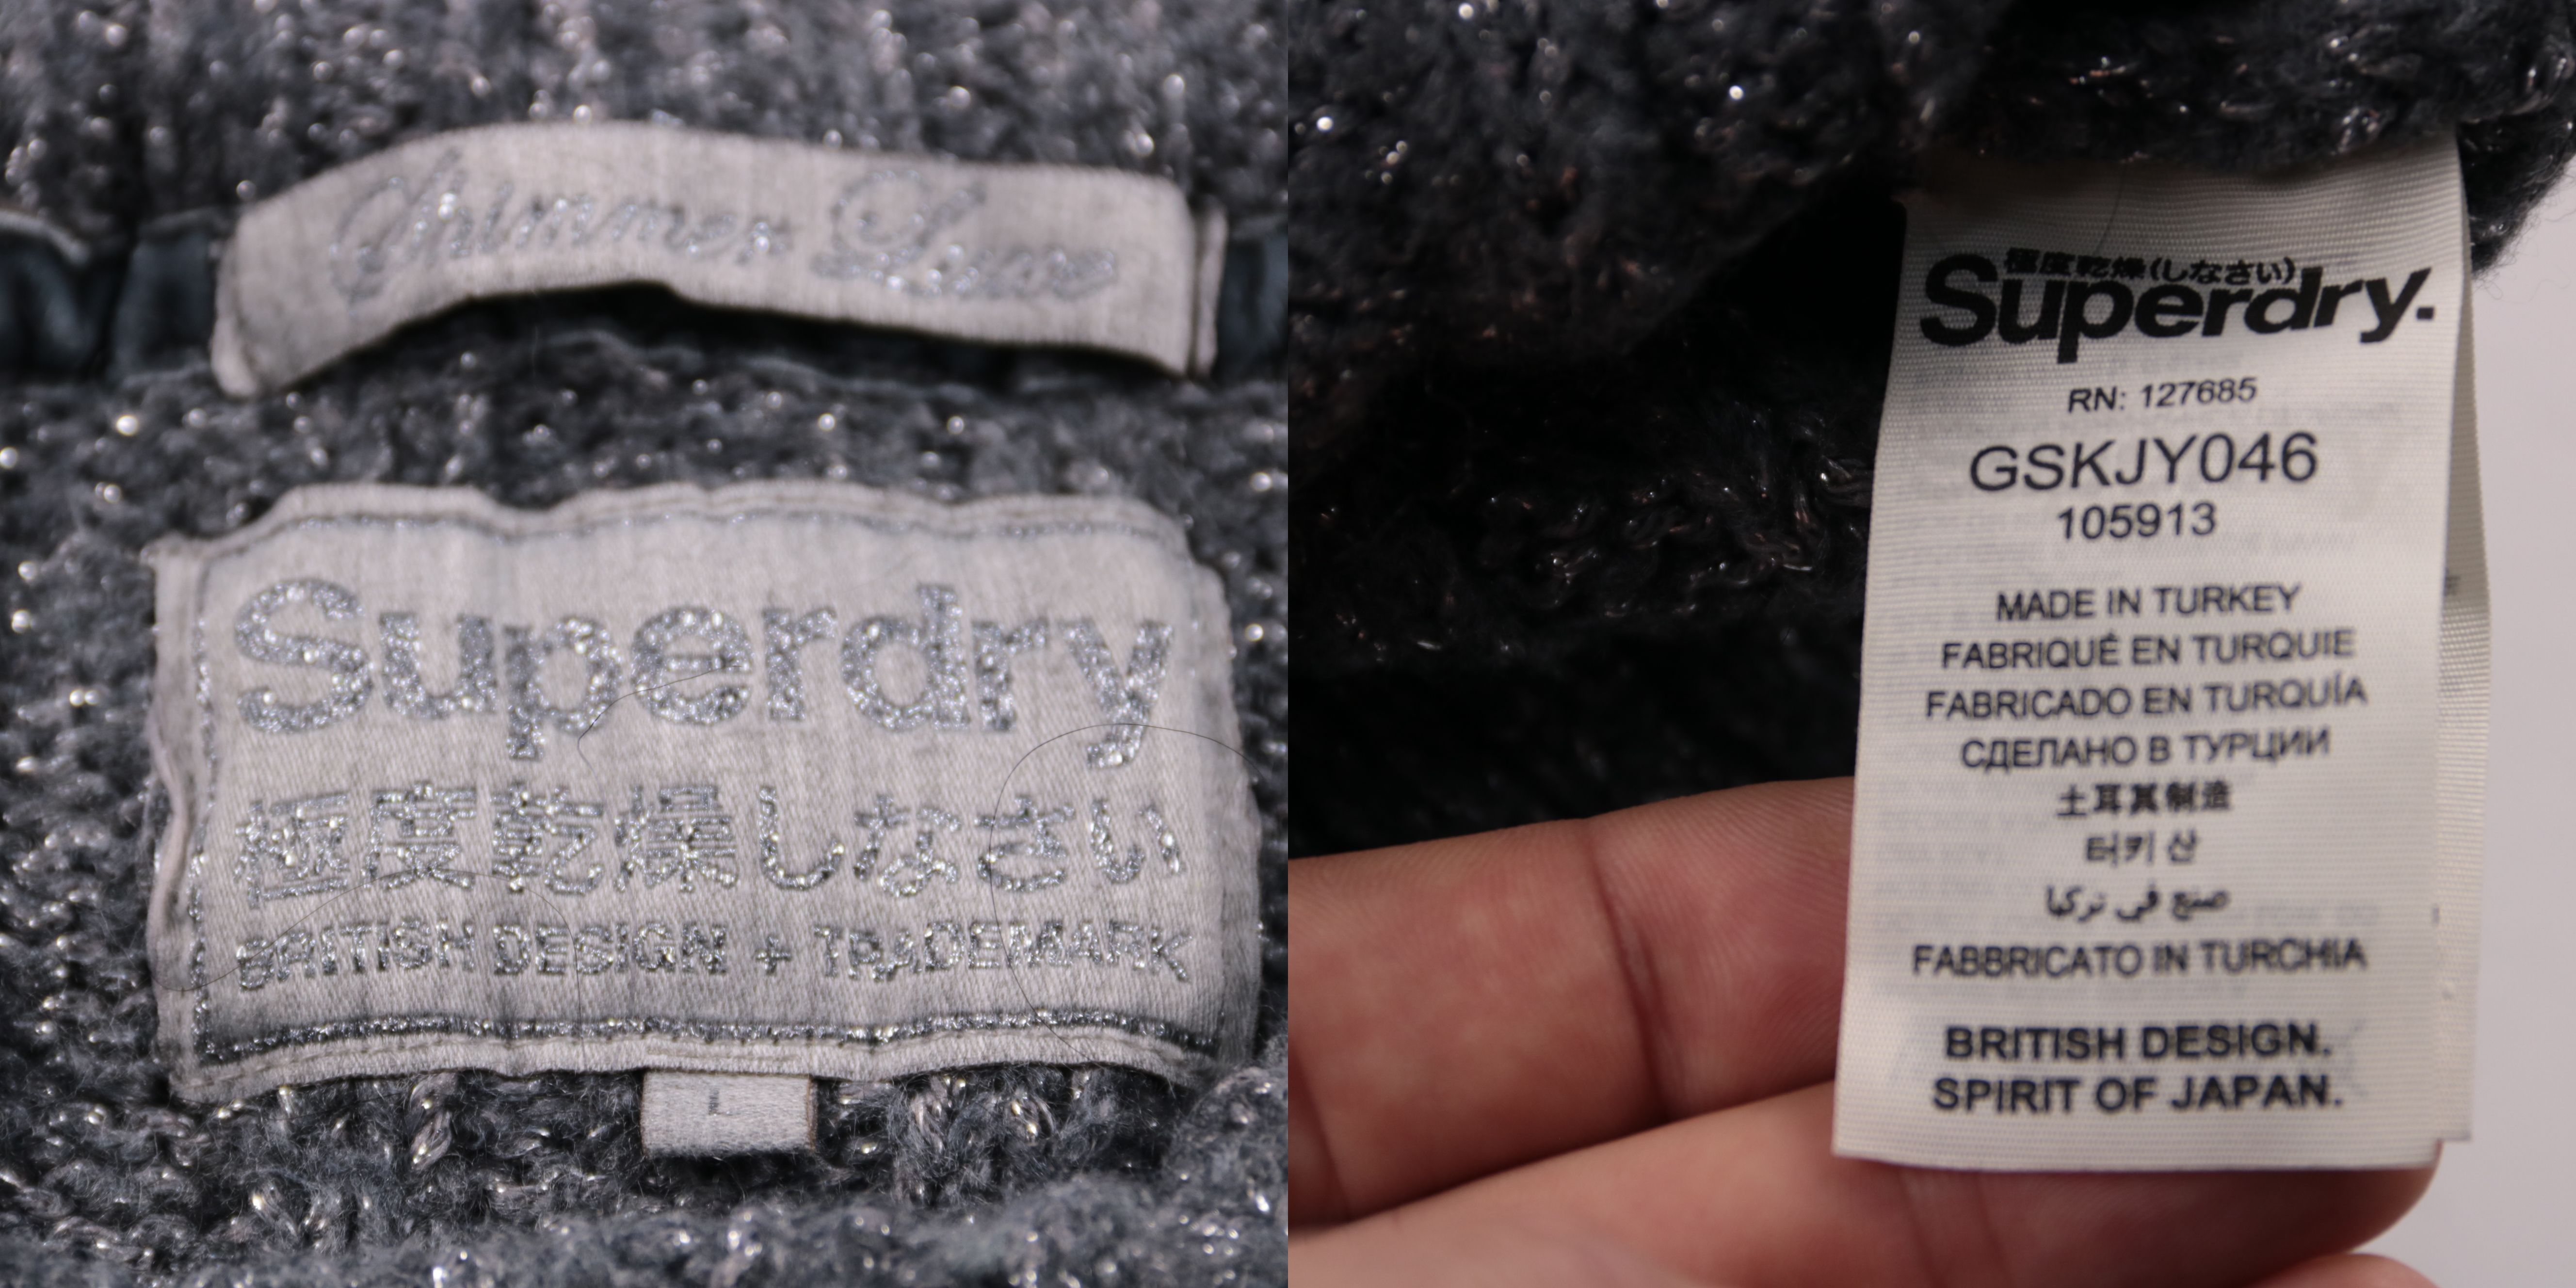 Shimmer Luxe
Superdry
極度乾燥しなさい
BRITISH DESIGN + TRADEMARK
L
極度乾燥(しなさい)
Superdry.
RN: 127685
GSKJY046
105913
MADE IN TURKEY
FABRIQUÉ EN TURQUIE
FABRICADO EN TURQUÍA
СДЕЛАНО В ТУРЦИИ
土耳其制造
터키 산
صنع في تركيا
FABBRICATO IN TURCHIA
BRITISH DESIGN.
SPIRIT OF JAPAN.